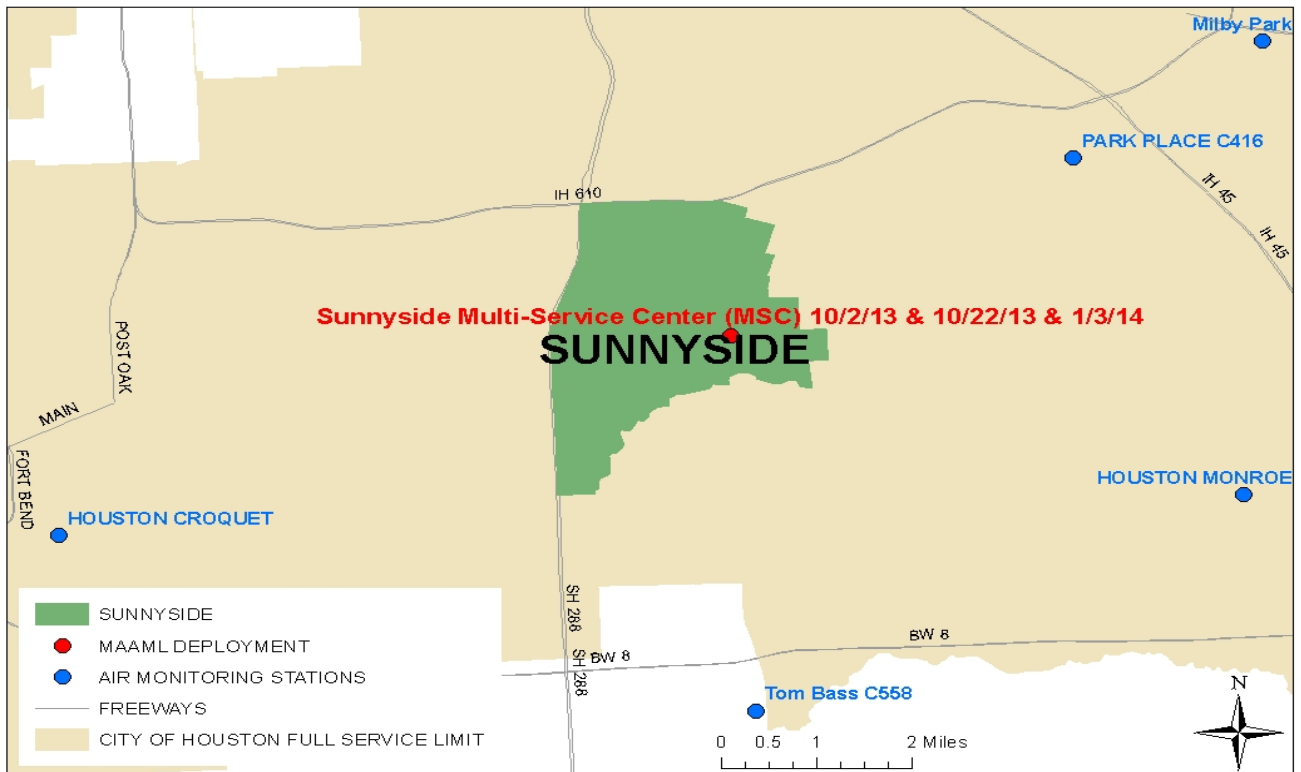 Milby Park
PARK PLACE C416
IH 610
IH 45
IH 45
Sunnyside Multi-Service Center (MSC) 10/2/13 & 10/22/13 & 1/3/14
SUNNYSIDE
POST OAK
MAIN
FORT BEND
HOUSTON MONROE
HOUSTON CROQUET
SH 288
SH 288
BW 8
BW 8
Tom Bass C558
SUNNYSIDE
MAAML DEPLOYMENT
AIR MONITORING STATIONS
FREEWAYS
CITY OF HOUSTON FULL SERVICE LIMIT
N
0 0.5 1 2 Miles